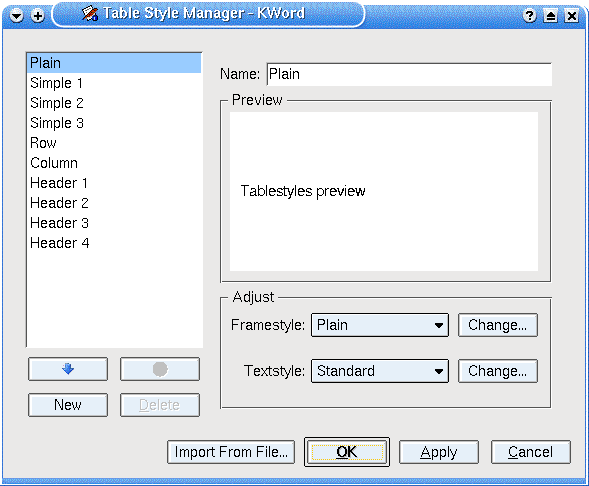 Table Style Manager - KWord
Plain
Simple 1
Simple 2
Simple 3
Row
Column
Header 1
Header 2
Header 3
Header 4
New
Delete
Name: Plain
Preview
Tablestyles preview
Adjust
Framestyle: Plain Change...
Textstyle: Standard Change...
Import From File... OK Apply Cancel